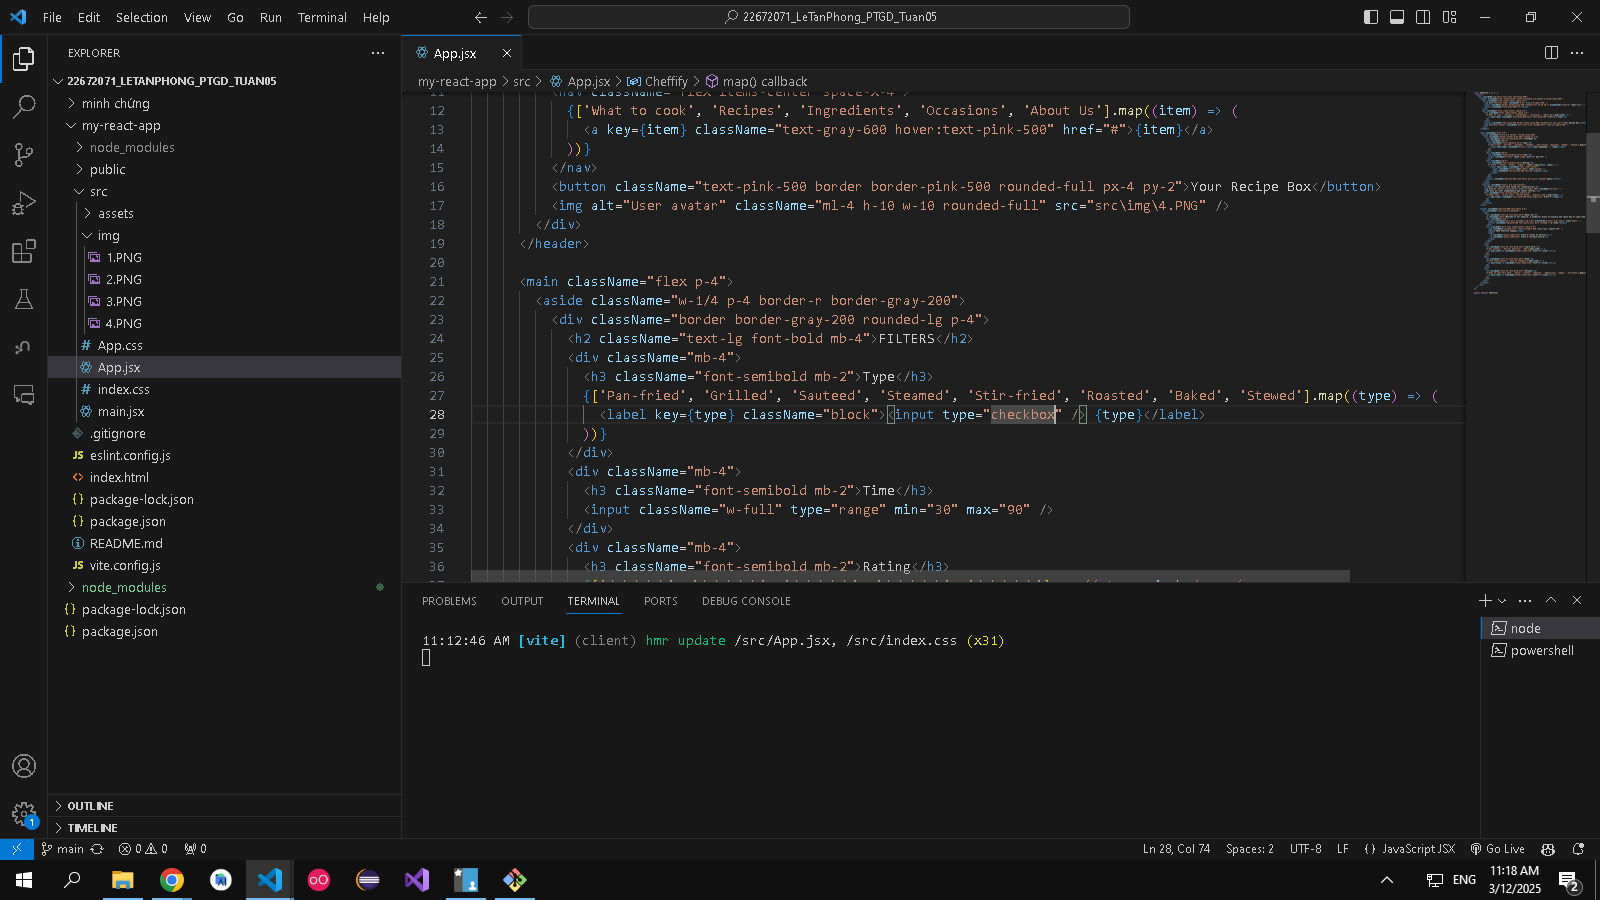 File Edit Selection View Go Run Terminal Help
22672071_LeTanPhong_PTGD_Tuan05
EXPLORER
22672071_LETANPHONG_PTGD_TUAN05
minh chứng
my-react-app
node_modules
public
src
assets
img
1.PNG
2.PNG
3.PNG
4.PNG
# App.css
App.jsx
# index.css
main.jsx
.gitignore
JS eslint.config.js
<> index.html
{} package-lock.json
{} package.json
README.md
JS vite.config.js
node_modules
{} package-lock.json
{} package.json
OUTLINE
TIMELINE
App.jsx
my-react-app > src > App.jsx > Cheffify > map() callback
11 <nav className="flex items-center space-x-4">
12 {['What to cook', 'Recipes', 'Ingredients', 'Occasions', 'About Us'].map((item) => (
13 <a key={item} className="text-gray-600 hover:text-pink-500" href="#">{item}</a>
14 ))}
15 </nav>
16 <button className="text-pink-500 border border-pink-500 rounded-full px-4 py-2">Your Recipe Box</button>
17 <img alt="User avatar" className="ml-4 h-10 w-10 rounded-full" src="src\img\4.PNG" />
18 </div>
19 </header>
20
21 <main className="flex p-4">
22 <aside className="w-1/4 p-4 border-r border-gray-200">
23 <div className="border border-gray-200 rounded-lg p-4">
24 <h2 className="text-lg font-bold mb-4">FILTERS</h2>
25 <div className="mb-4">
26 <h3 className="font-semibold mb-2">Type</h3>
27 {['Pan-fried', 'Grilled', 'Sauteed', 'Steamed', 'Stir-fried', 'Roasted', 'Baked', 'Stewed'].map((type) => (
28 <label key={type} className="block"><input type="checkbox" /> {type}</label>
29 ))}
30 </div>
31 <div className="mb-4">
32 <h3 className="font-semibold mb-2">Time</h3>
33 <input className="w-full" type="range" min="30" max="90" />
34 </div>
35 <div className="mb-4">
36 <h3 className="font-semibold mb-2">Rating</h3>
PROBLEMS OUTPUT TERMINAL PORTS DEBUG CONSOLE
11:12:46 AM [vite] (client) hmr update /src/App.jsx, /src/index.css (x31)
node
powershell
1
main 0 0 0
Ln 28, Col 74 Spaces: 2 UTF-8 LF {} JavaScript JSX Go Live
ENG
11:18 AM
3/12/2025
2